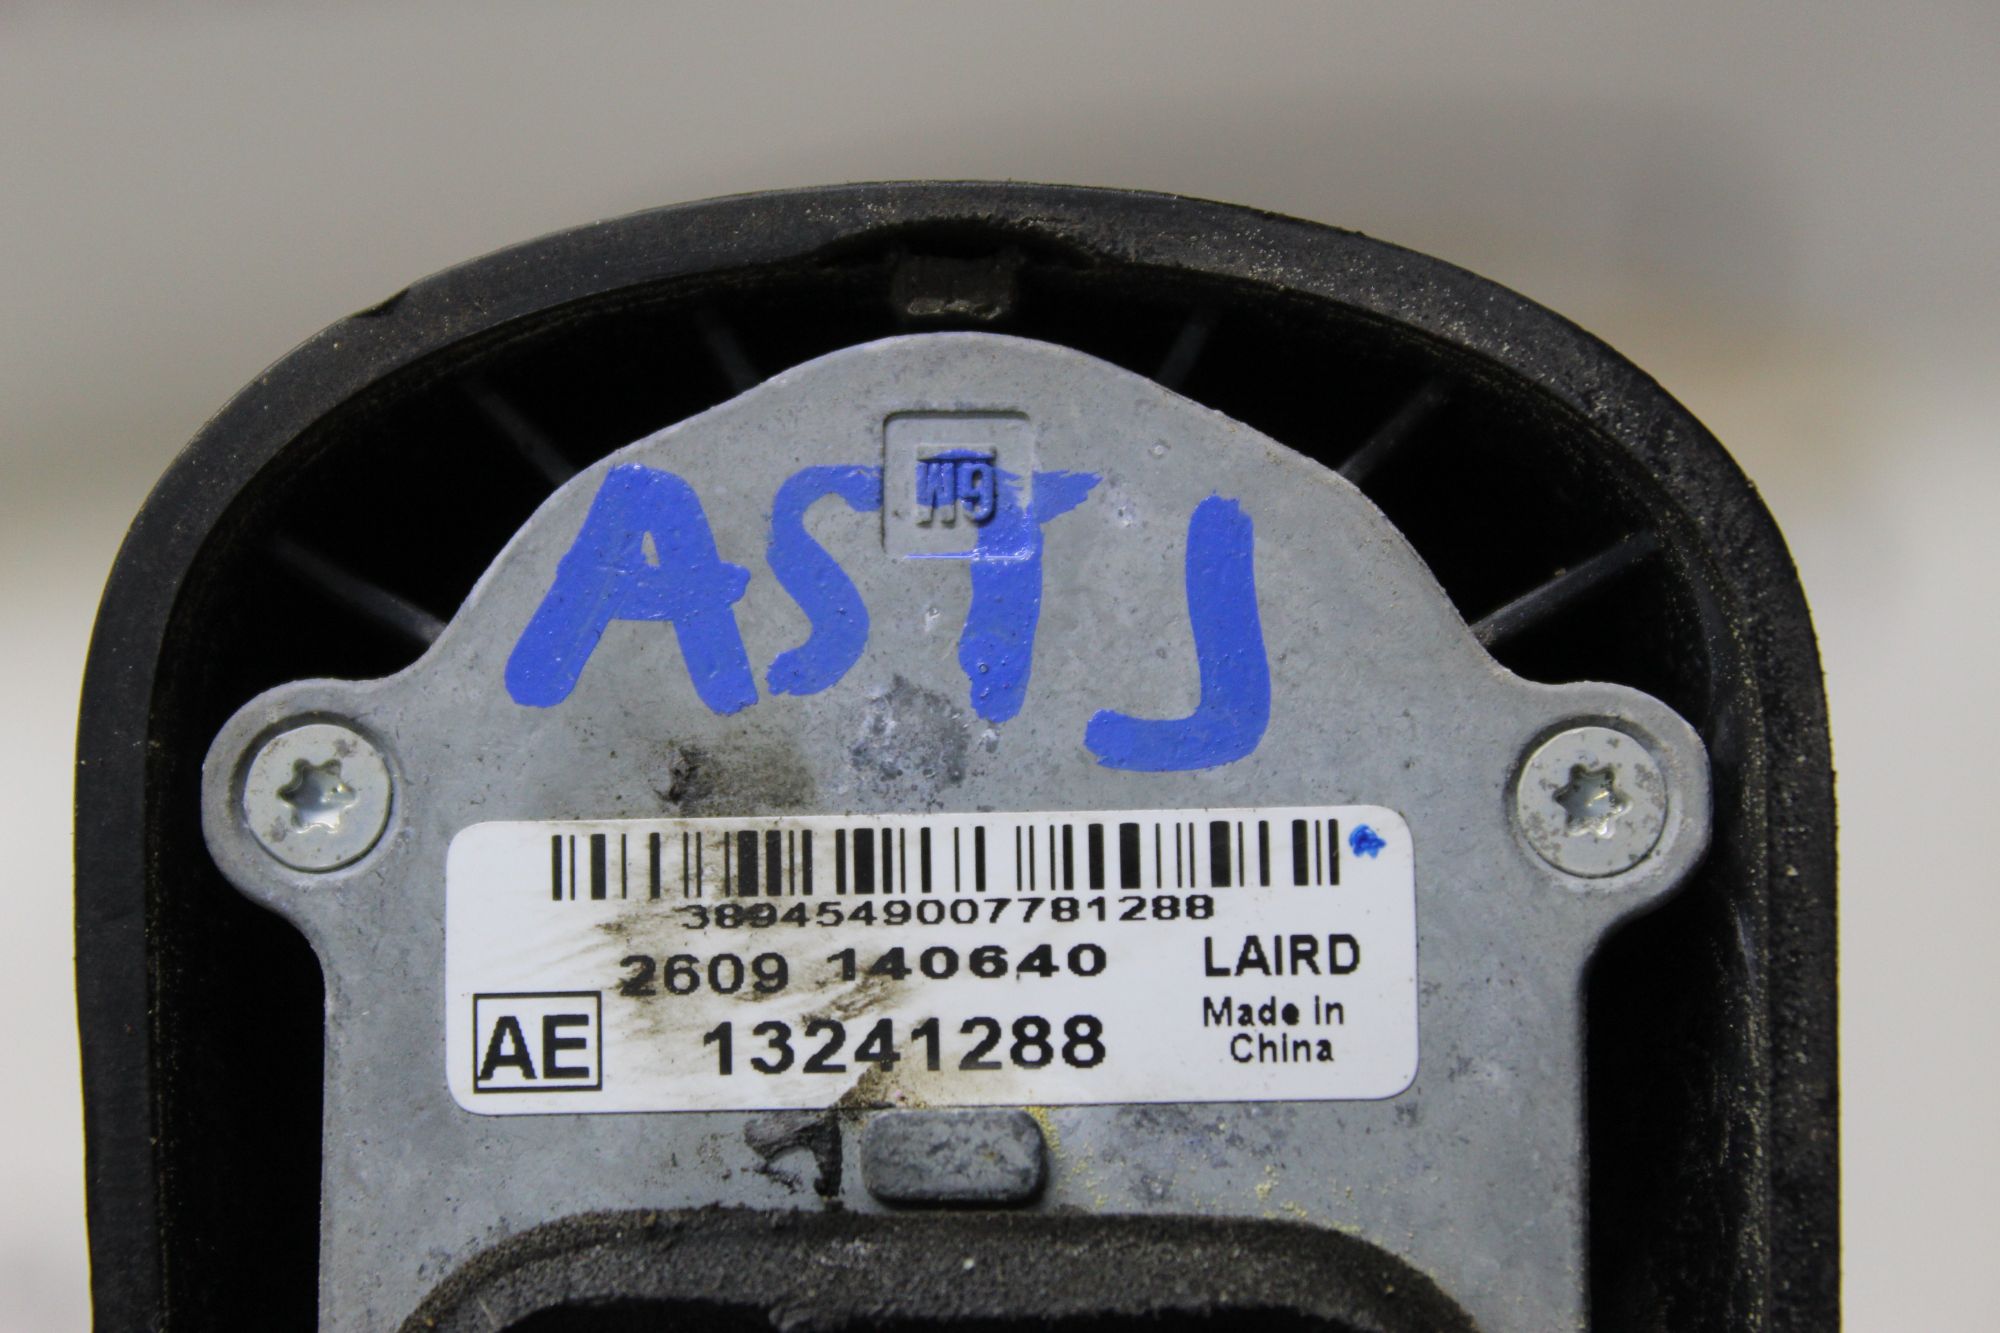 GM
ASTJ
3894549007781288
2609 140640 LAIRD
AE 13241288 Made in
China